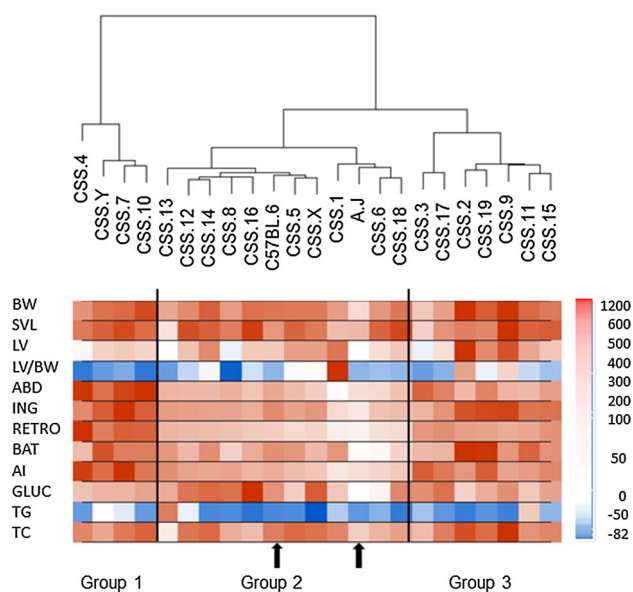 CSS.4
CSS.Y
CSS.7
CSS.10
CSS.13
CSS.12
CSS.14
CSS.8
CSS.16
C57BL.6
CSS.5
CSS.X
CSS.1
A.J
CSS.6
CSS.18
CSS.3
CSS.17
CSS.2
CSS.19
CSS.9
CSS.11
CSS.15
BW
SVL
LV
LV/BW
ABD
ING
RETRO
BAT
AI
GLUC
TG
TC
1200
600
500
400
300
200
100
50
0
-50
-82
Group 1
Group 2
Group 3